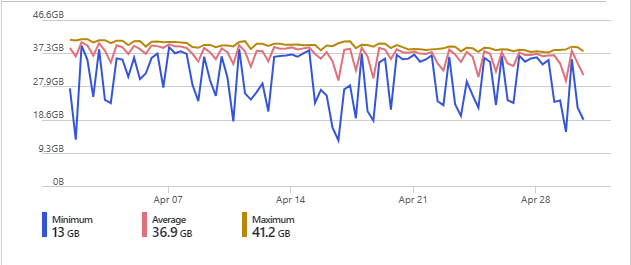 46.6GB
37.3GB
27.9GB
18.6GB
9.3GB
0B
Apr 07 Apr 14 Apr 21 Apr 28
Minimum Average Maximum
13 GB 36.9 GB 41.2 GB